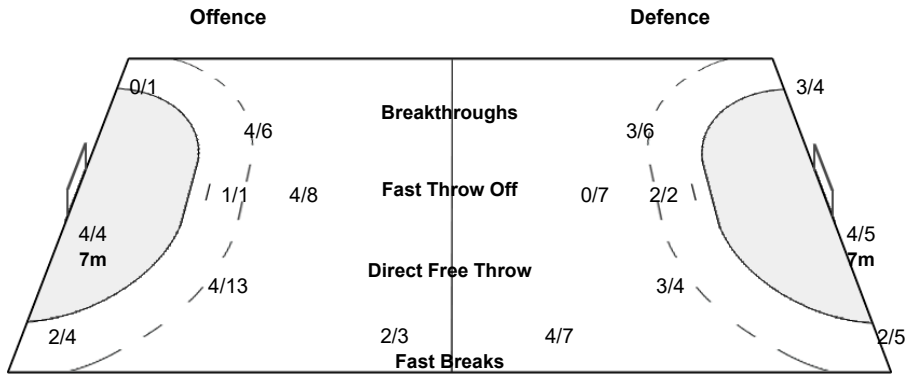 Offence Defence
0/1 3/4
Breakthroughs
4/6 3/6
1/1 4/8 Fast Throw Off 0/7 2/2
4/4 4/5
7m 7m
Direct Free Throw
4/13 3/4
2/4 2/3 4/7 2/5
Fast Breaks